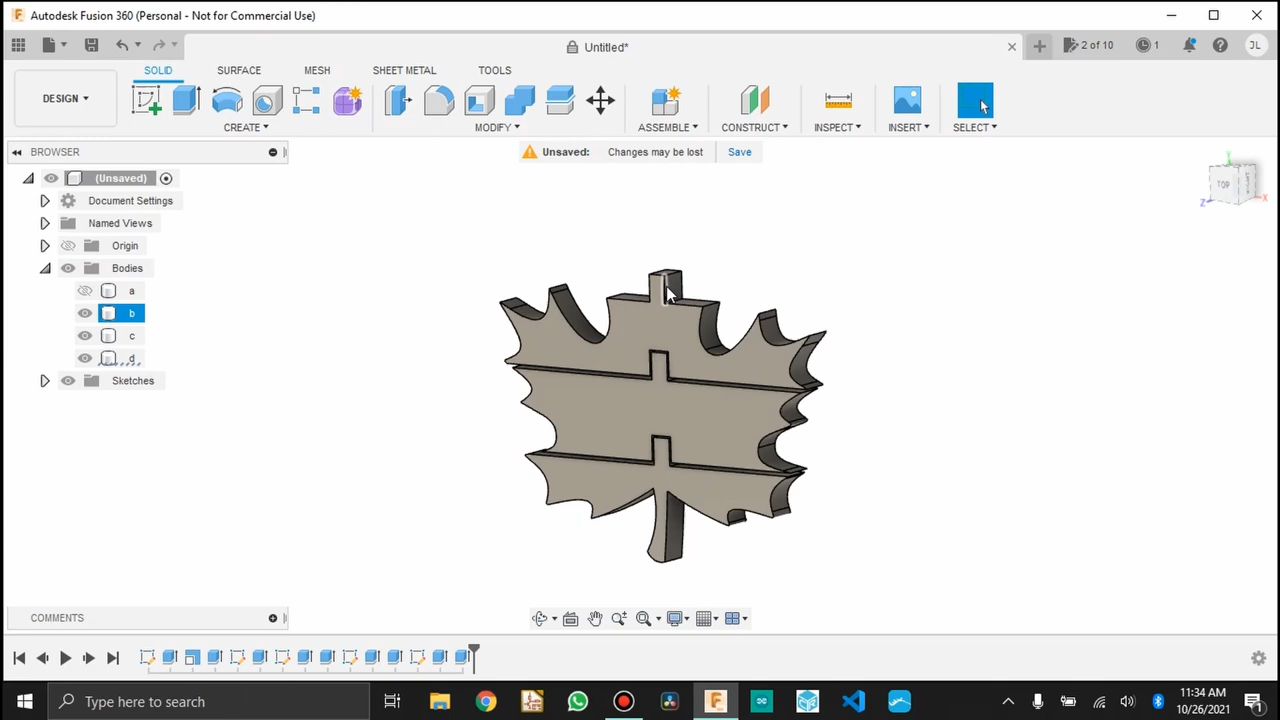 Autodesk Fusion 360 (Personal - Not for Commercial Use)
Untitled*
2 of 10
1
JL
DESIGN
SOLID
SURFACE
MESH
SHEET METAL
TOOLS
CREATE
MODIFY
ASSEMBLE
CONSTRUCT
INSPECT
INSERT
SELECT
BROWSER
Unsaved: Changes may be lost Save
(Unsaved)
Document Settings
Named Views
Origin
Bodies
a
b
c
d
Sketches
TOP
Z
Y
X
COMMENTS
Type here to search
11:34 AM
10/26/2021
1